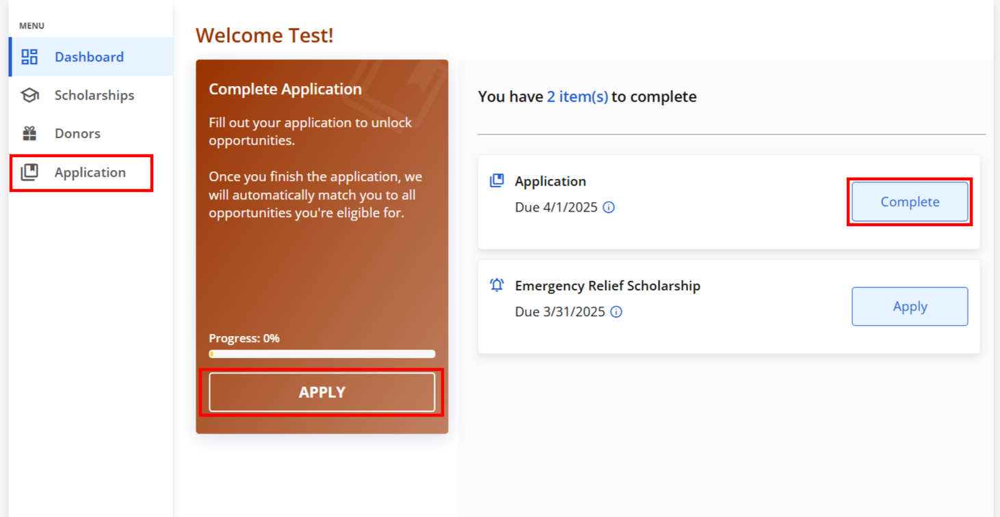 MENU
Dashboard
Scholarships
Donors
Application
Welcome Test!
Complete Application
Fill out your application to unlock
opportunities.
Once you finish the application, we
will automatically match you to all
opportunities you're eligible for.
Progress: 0%
APPLY
You have 2 item(s) to complete
Application
Due 4/1/2025
Complete
Emergency Relief Scholarship
Due 3/31/2025
Apply